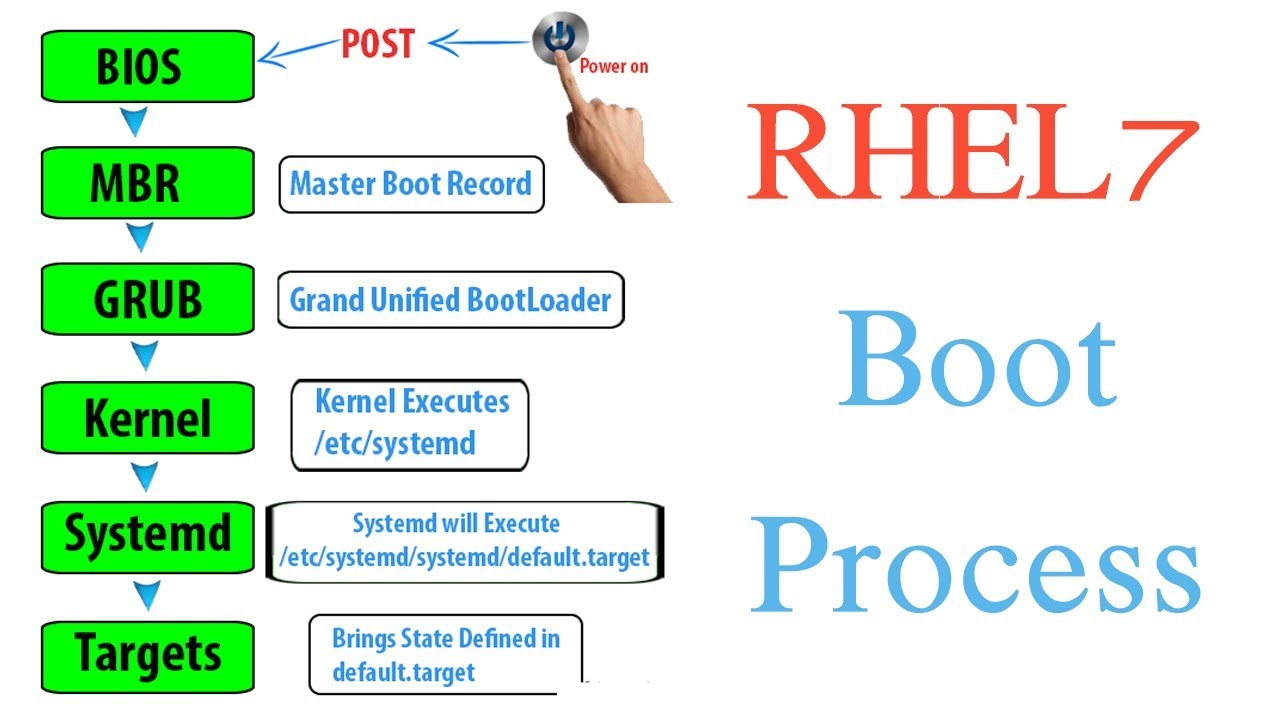 BIOS
POST
Power on
MBR
Master Boot Record
GRUB
Grand Unified BootLoader
Kernel
Kernel Executes
/etc/systemd
Systemd
Systemd will Execute
/etc/systemd/systemd/default.target
Targets
Brings State Defined in
default.target
RHEL7
Boot
Process